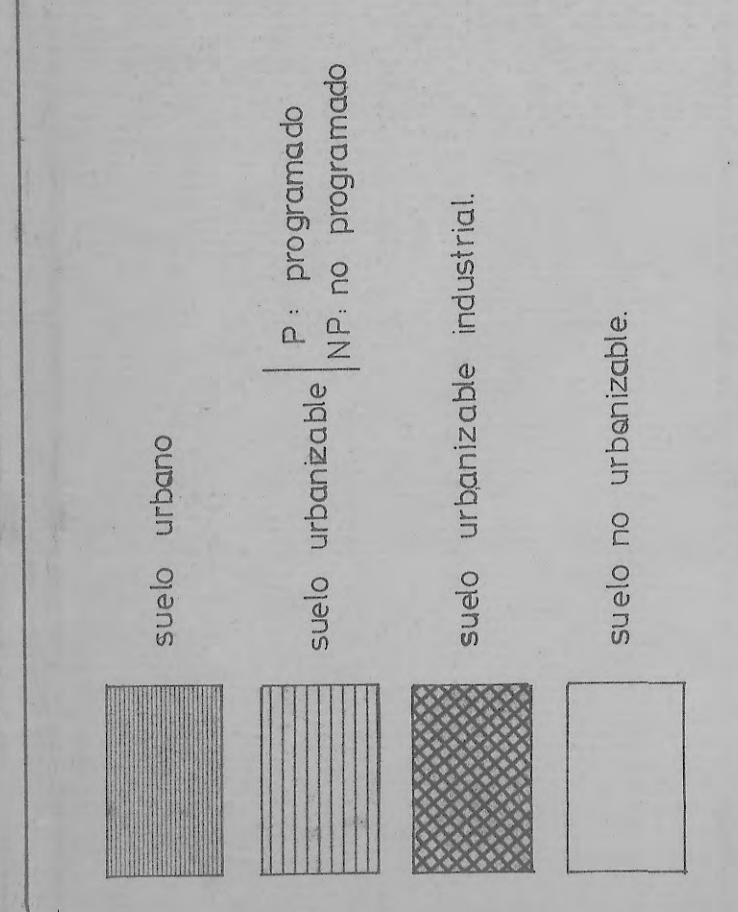 suelo urbano
suelo urbanizable
P: programado
NP: no programado
suelo urbanizable industrial.
suelo no urbanizable.